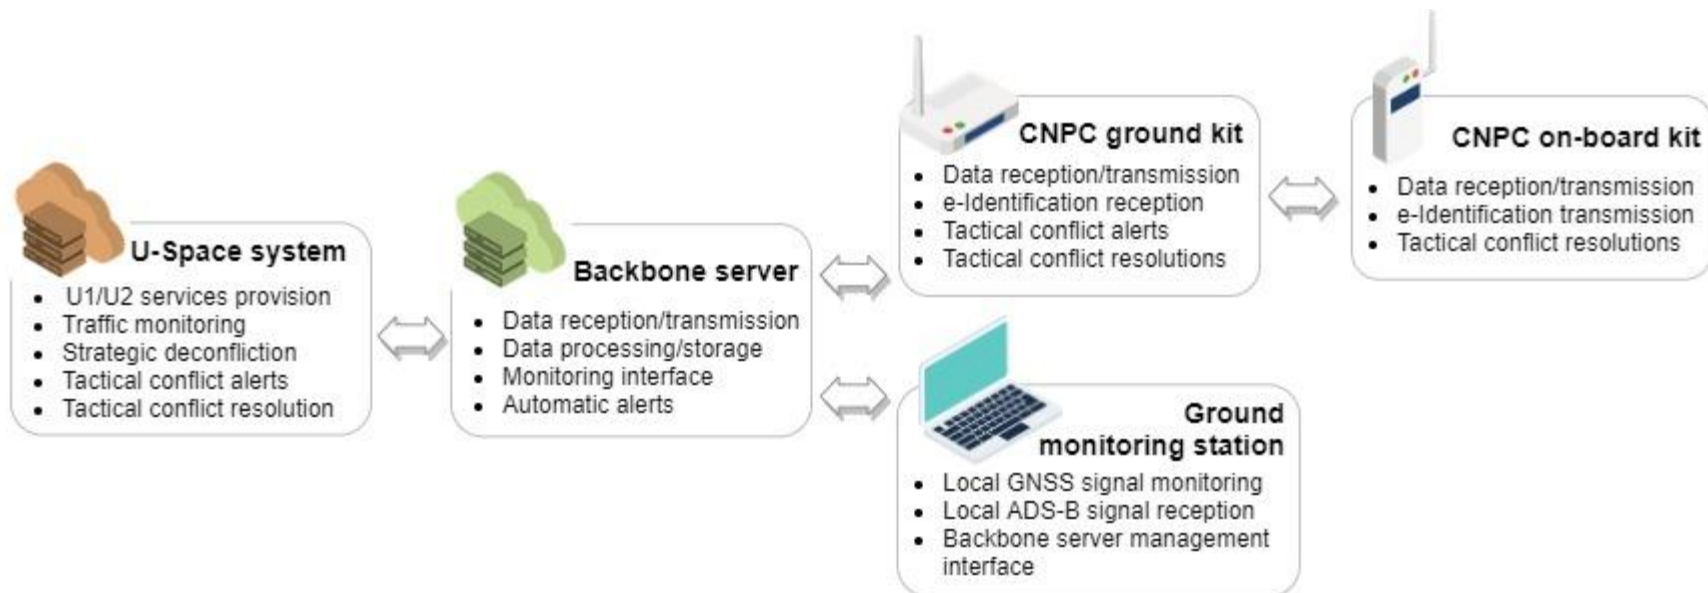 U-Space system
• U1/U2 services provision
• Traffic monitoring
• Strategic deconfliction
• Tactical conflict alerts
• Tactical conflict resolution
Backbone server
• Data reception/transmission
• Data processing/storage
• Monitoring interface
• Automatic alerts
CNPC ground kit
• Data reception/transmission
• e-Identification reception
• Tactical conflict alerts
• Tactical conflict resolutions
CNPC on-board kit
• Data reception/transmission
• e-Identification transmission
• Tactical conflict resolutions
Ground
monitoring station
• Local GNSS signal monitoring
• Local ADS-B signal reception
• Backbone server management
interface